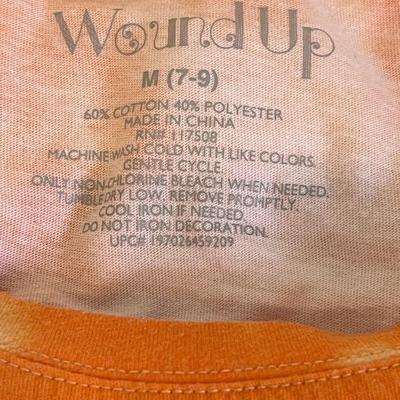 Wound Up
M (7-9)
60% COTTON 40% POLYESTER
MADE IN CHINA
RN# 117508
MACHINE WASH COLD WITH LIKE COLORS.
GENTLE CYCLE.
ONLY NON.CHLORINE BLEACH WHEN NEEDED.
TUMBLE DRY LOW. REMOVE PROMPTLY.
COOL IRON IF NEEDED
DO NOT IRON DECORATION.
UPC# 197026459209